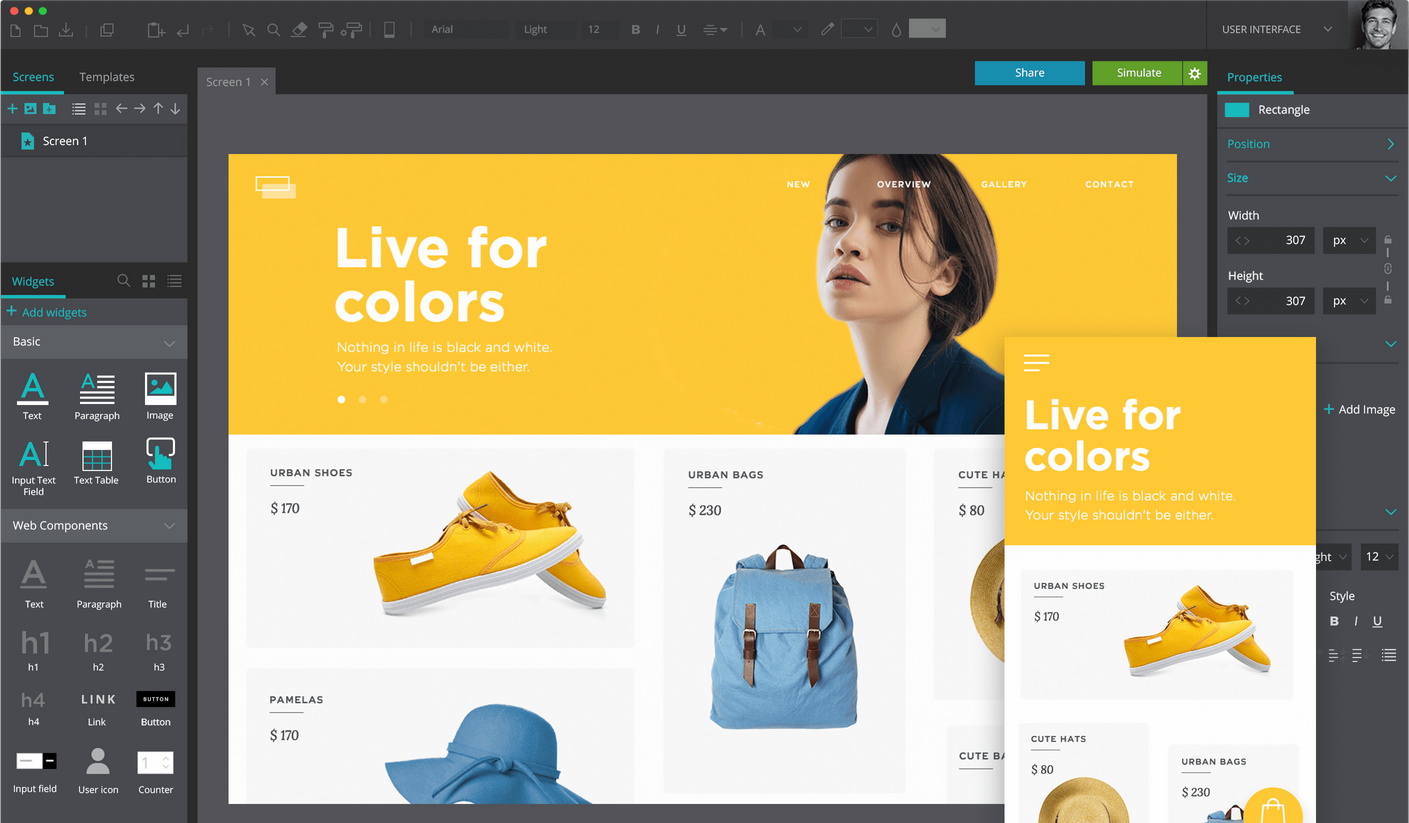 Arial
Light
12
B
I
U
A
USER INTERFACE
Screens
Templates
Screen 1
Screen 1
Share
Simulate
Properties
Rectangle
Position
Size
Width
307
px
Height
307
px
Add Image
12
Style
B
I
U
Widgets
Add widgets
Basic
A
Text
A
Paragraph
Image
A
Input Text
Field
Text Table
Button
Web Components
A
Text
A
Paragraph
Title
h1
h1
h2
h2
h3
h3
h4
h4
LINK
Link
BUTTON
Button
Input field
User icon
1
Counter
NEW
OVERVIEW
GALLERY
CONTACT
Live for
colors
Nothing in life is black and white.
Your style shouldn't be either.
URBAN SHOES
$ 170
URBAN BAGS
$ 230
CUTE HA
$ 80
PAMELAS
$ 170
CUTE BA
Live for
colors
Nothing in life is black and white.
Your style shouldn't be either.
URBAN SHOES
$ 170
CUTE HATS
$ 80
URBAN BAGS
$ 230